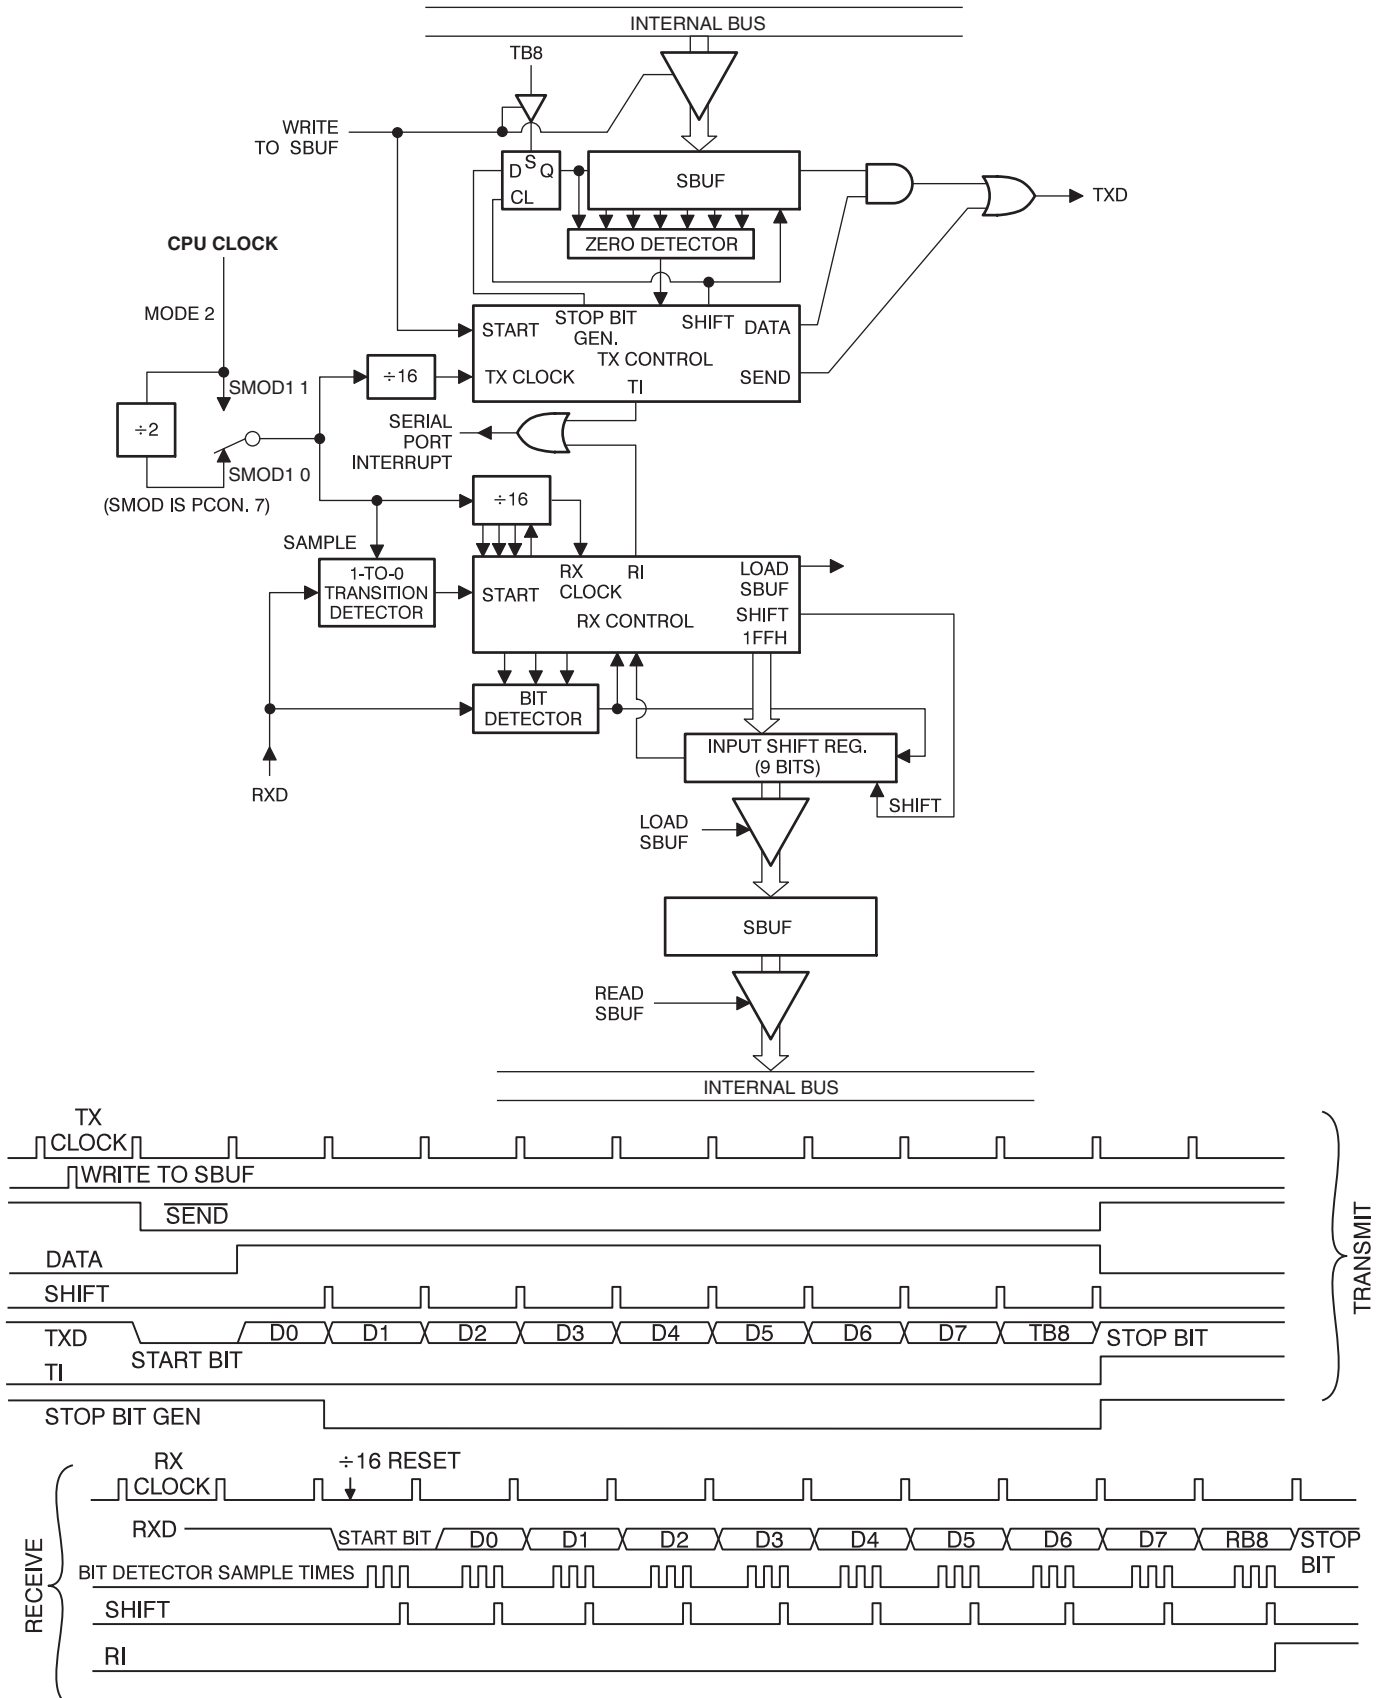 INTERNAL BUS
TB8
WRITE
TO SBUF
D S Q
CL
SBUF
TXD
ZERO DETECTOR
CPU CLOCK
MODE 2
START
STOP BIT
GEN.
SHIFT
DATA
TX CONTROL
TX CLOCK
TI
SEND
÷16
SMOD1 1
÷2
SMOD1 0
(SMOD IS PCON. 7)
SERIAL
PORT
INTERRUPT
÷16
SAMPLE
1-TO-0
TRANSITION
DETECTOR
START
RX
CLOCK
RI
LOAD
SBUF
SHIFT
RX CONTROL
1FFH
BIT
DETECTOR
INPUT SHIFT REG.
(9 BITS)
RXD
SHIFT
LOAD
SBUF
SBUF
READ
SBUF
INTERNAL BUS
TX
CLOCK
WRITE TO SBUF
SEND
DATA
SHIFT
TXD
START BIT
D0 D1 D2 D3 D4 D5 D6 D7 TB8
STOP BIT
TI
STOP BIT GEN
TRANSMIT
RX
CLOCK
÷16 RESET
RXD
START BIT
D0 D1 D2 D3 D4 D5 D6 D7 RB8
STOP
BIT
BIT DETECTOR SAMPLE TIMES
SHIFT
RI
RECEIVE